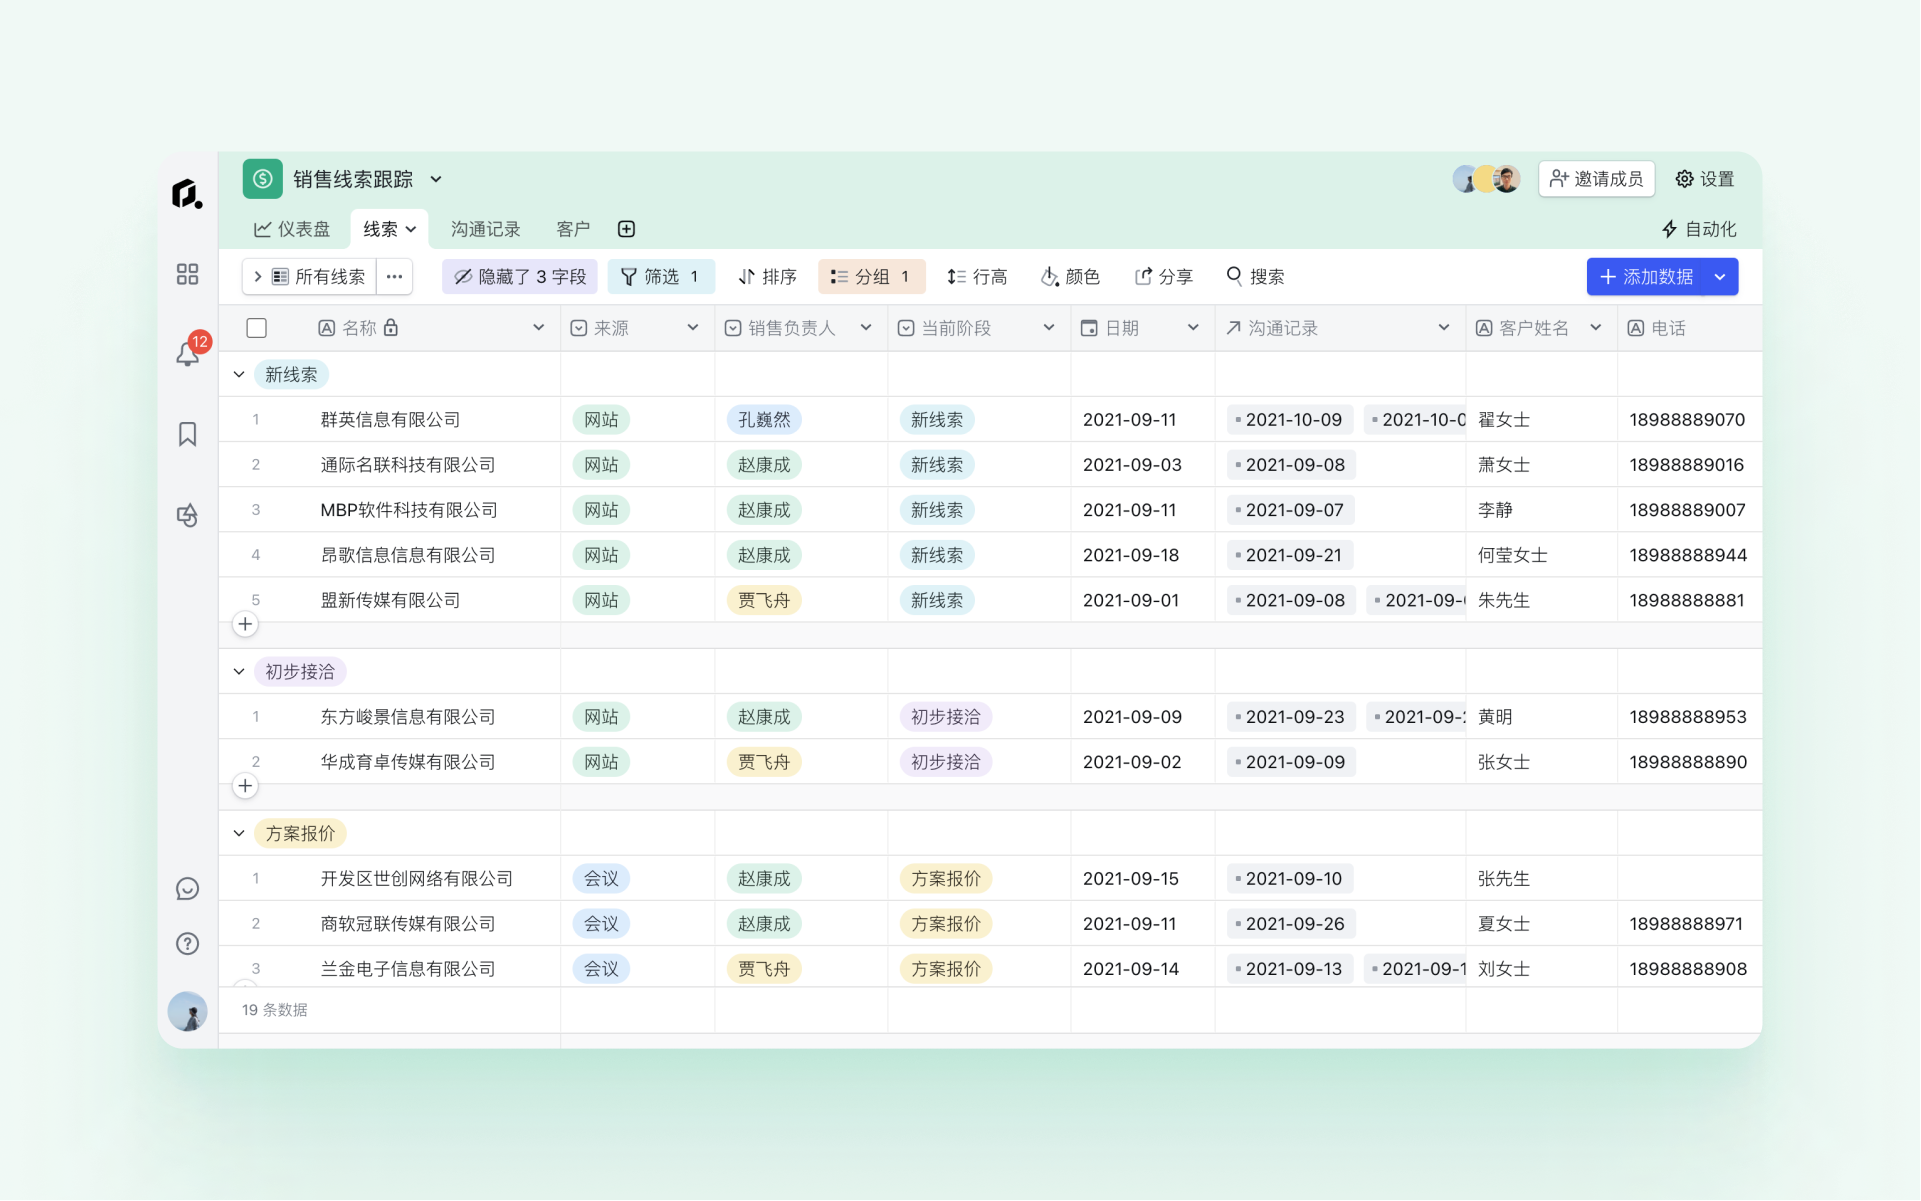 销售线索跟踪
邀请成员 设置
仪表盘 线索 沟通记录 客户
自动化
所有线索 隐藏了 3 字段 筛选 1 排序 分组 1 行高 颜色 分享 搜索 添加数据
名称 来源 销售负责人 当前阶段 日期 沟通记录 客户姓名 电话
12
新线索
1 群英信息有限公司 网站 孔巍然 新线索 2021-09-11 2021-10-09 2021-10-0 翟女士 18988889070
2 通际名联科技有限公司 网站 赵康成 新线索 2021-09-03 2021-09-08 萧女士 18988889016
3 MBP软件科技有限公司 网站 赵康成 新线索 2021-09-11 2021-09-07 李静 18988889007
4 昂歌信息信息有限公司 网站 赵康成 新线索 2021-09-18 2021-09-21 何莹女士 18988888944
5 盟新传媒有限公司 网站 贾飞舟 新线索 2021-09-01 2021-09-08 2021-09- 朱先生 18988888881
初步接洽
1 东方峻景信息有限公司 网站 赵康成 初步接洽 2021-09-09 2021-09-23 2021-09-2 黄明 18988888953
2 华成育卓传媒有限公司 网站 贾飞舟 初步接洽 2021-09-02 2021-09-09 张女士 18988888890
方案报价
1 开发区世创网络有限公司 会议 赵康成 方案报价 2021-09-15 2021-09-10 张先生
2 商软冠联传媒有限公司 会议 赵康成 方案报价 2021-09-11 2021-09-26 夏女士 18988888971
3 兰金电子信息有限公司 会议 贾飞舟 方案报价 2021-09-14 2021-09-13 2021-09-1 刘女士 18988888908
19 条数据